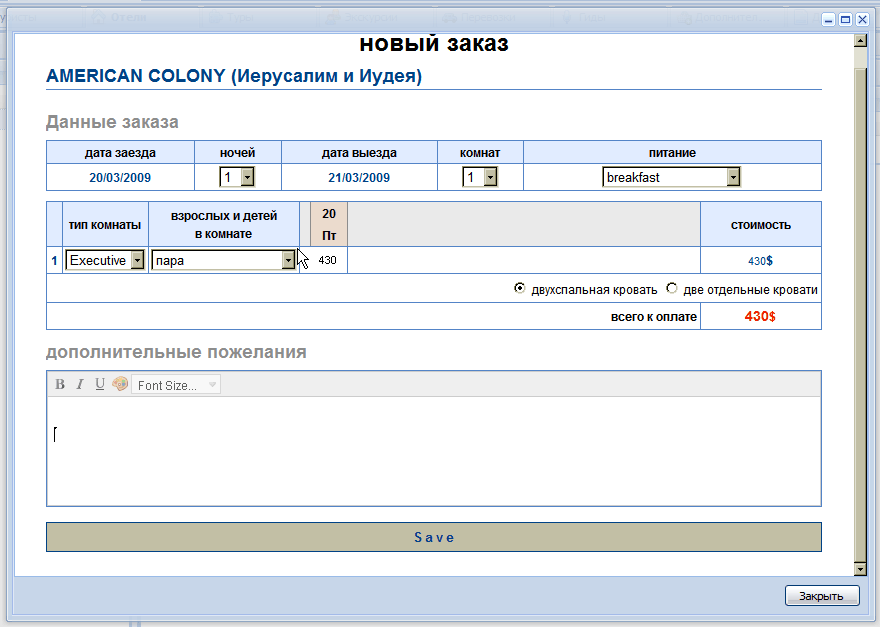 новый заказ
AMERICAN COLONY (Иерусалим и Иудея)
Данные заказа
дата заезда ночей дата выезда комнат питание
20/03/2009 1 21/03/2009 1 breakfast
тип комнаты взрослых и детей в комнате 20 Пт стоимость
1 Executive пара 430 430$
двухспальная кровать две отдельные кровати
всего к оплате 430$
дополнительные пожелания
B I U Font Size...
Save
Закрыть